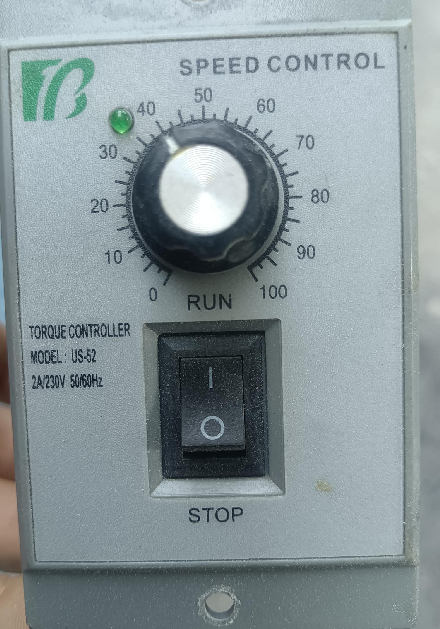 SPEED CONTROL
0
10
20
30
40
50
60
70
80
90
100
RUN
TORQUE CONTROLLER
MODEL : US-52
2A/230V 50/60Hz
I
O
STOP